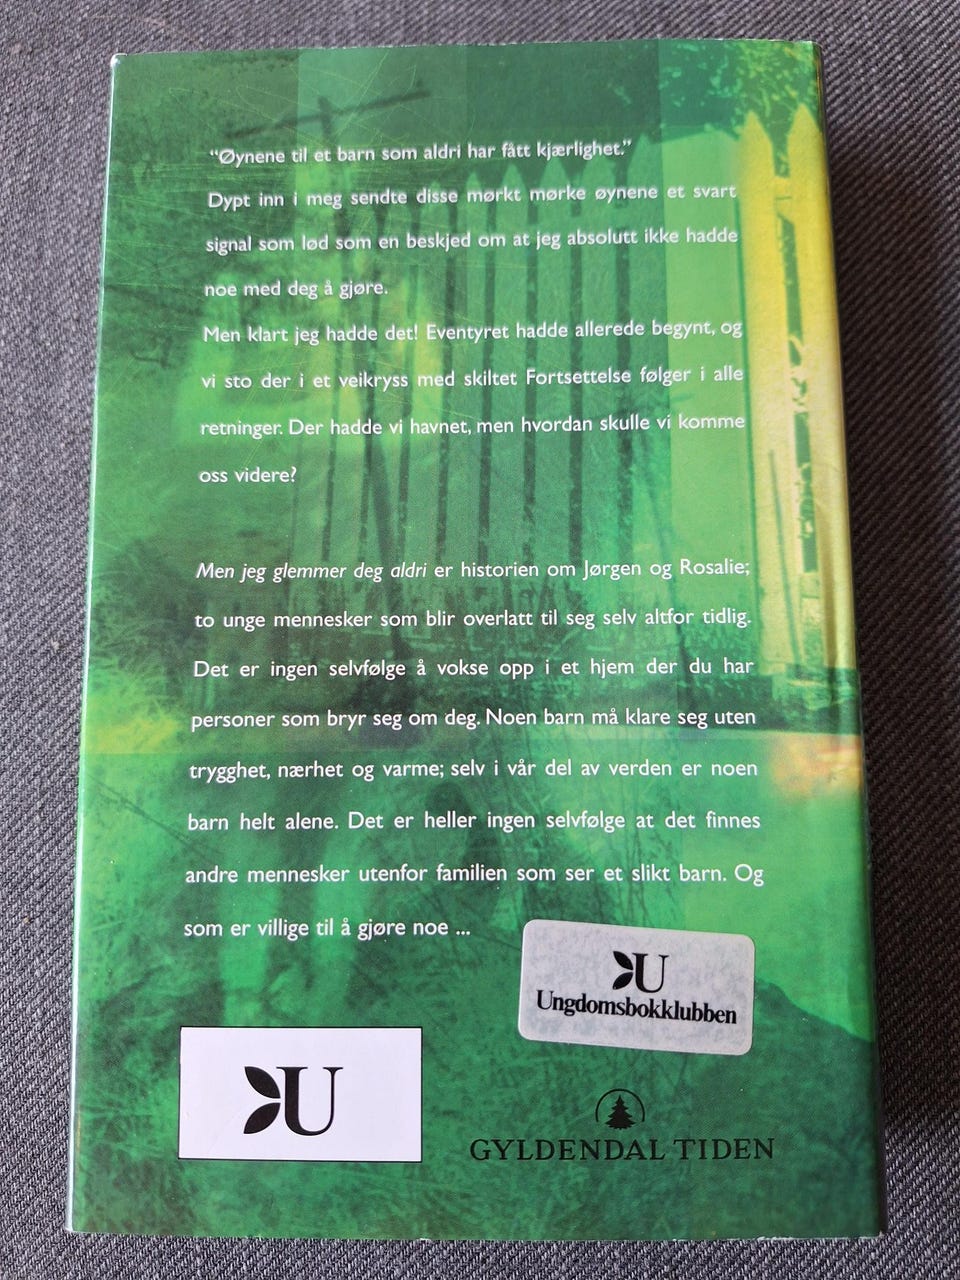 “Øynene til et barn som aldri har fått kjærlighet.”
Dypt inn i meg sendte disse mørkt mørke øynene et svart
signal som lød som en beskjed om at jeg absolutt ikke hadde
noe med deg å gjøre.
Men klart jeg hadde det! Eventyret hadde allerede begynt, og
vi sto der i et veikryss med skiltet Fortsettelse følger i alle
retninger. Der hadde vi havnet, men hvordan skulle vi komme
oss videre?
Men jeg glemmer deg aldri er historien om Jørgen og Rosalie;
to unge mennesker som blir overlatt til seg selv altfor tidlig.
Det er ingen selvfølge å vokse opp i et hjem der du har
personer som bryr seg om deg. Noen barn må klare seg uten
trygghet, nærhet og varme; selv i vår del av verden er noen
barn helt alene. Det er heller ingen selvfølge at det finnes
andre mennesker utenfor familien som ser et slikt barn. Og
som er villige til å gjøre noe ...
U
Ungdomsbokklubben
U
GYLDENDAL TIDEN